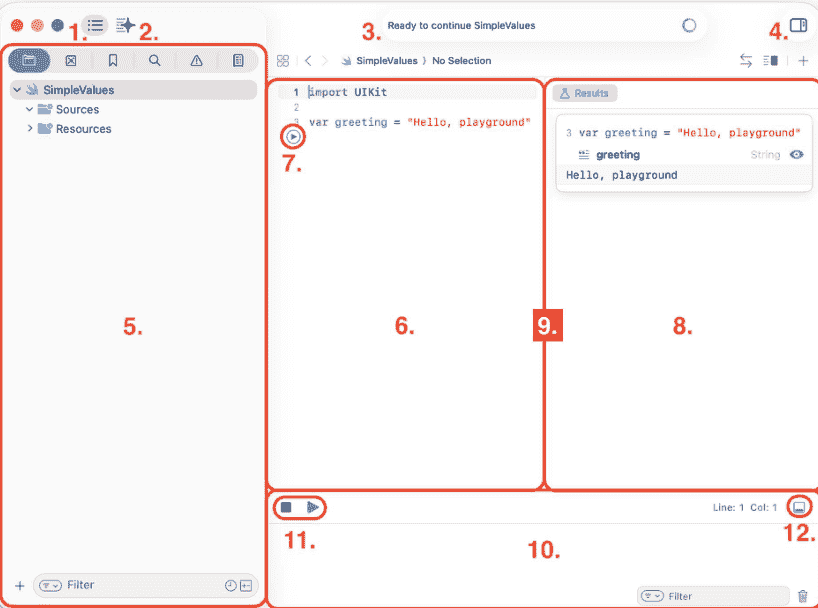 1.
2.
3.
Ready to continue SimpleValues
4.
SimpleValues
Sources
Resources
SimpleValues 〉 No Selection
1 import UIKit
2
3 var greeting = "Hello, playground"
7.
Results
3 var greeting = "Hello, playground"
greeting String
Hello, playground
5.
6.
9.
8.
11.
Line: 1 Col: 1
12.
10.
Filter
Filter